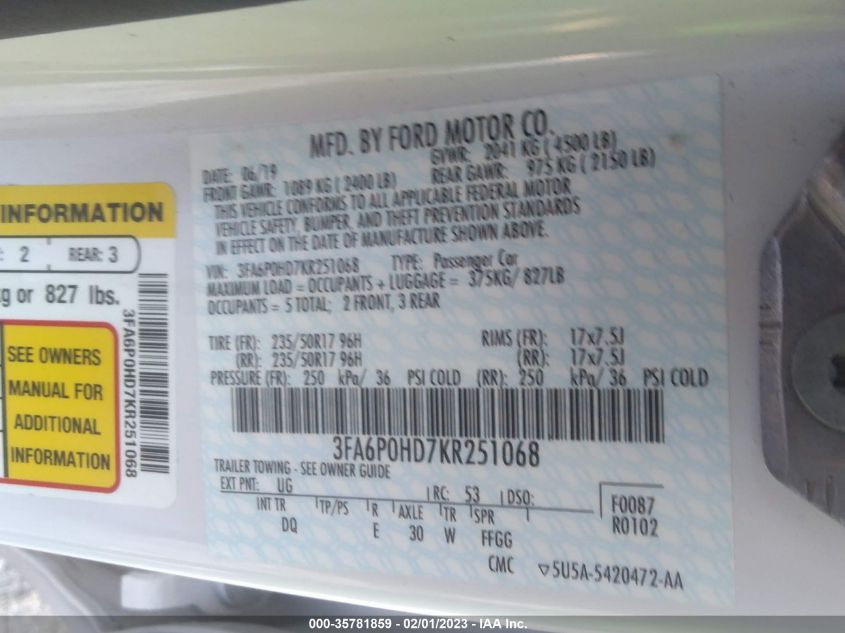 INFORMATION
: 2 REAR: 3
kg or 827 lbs.
SEE OWNERS
MANUAL FOR
ADDITIONAL
INFORMATION
3FA6P0HD7KR251068
MFD. BY FORD MOTOR CO.
DATE: 06/19 GVWR: 2041 KG ( 4500 LB)
FRONT GAWR: 1089 KG ( 2400 LB) REAR GAWR: 975 KG ( 2150 LB)
THIS VEHICLE CONFORMS TO ALL APPLICABLE FEDERAL MOTOR
VEHICLE SAFETY, BUMPER, AND THEFT PREVENTION STANDARDS
IN EFFECT ON THE DATE OF MANUFACTURE SHOWN ABOVE.
VIN: 3FA6P0HD7KR251068 TYPE: Passenger Car
MAXIMUM LOAD = OCCUPANTS + LUGGAGE = 375KG/ 827LB
OCCUPANTS = 5 TOTAL; 2 FRONT, 3 REAR
TIRE (FR): 235/50R17 96H RIMS (FR): 17x7.5J
(RR): 235/50R17 96H (RR): 17x7.5J
PRESSURE (FR): 250 kPa/ 36 PSI COLD (RR): 250 kPa/ 36 PSI COLD
3FA6P0HD7KR251068
TRAILER TOWING - SEE OWNER GUIDE
EXT PNT: UG RC: 53 DSO:
INT TR TP/PS R AXLE TR SPR
DQ E 30 W FFGG
F0087
R0102
CMC ▽5U5A-5420472-AA
000-35781859 - 02/01/2023 - IAA Inc.